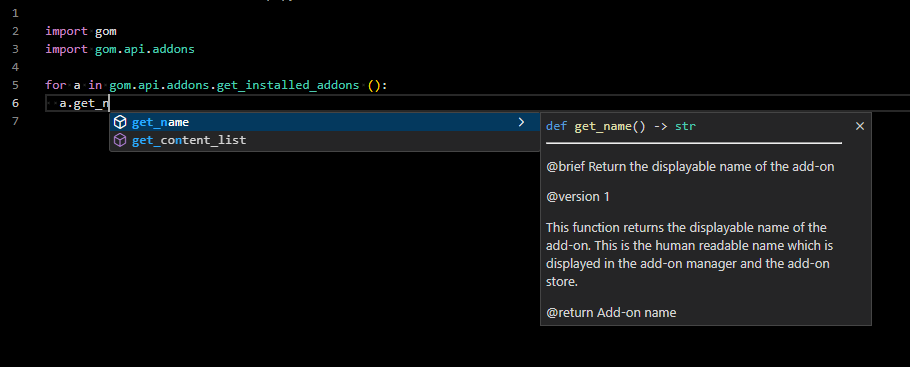 1
2 import gom
3 import gom.api.addons
4
5 for a in gom.api.addons.get_installed_addons ():
6 a.get_n
7
get_name
get_content_list
def get_name() -> str
@brief Return the displayable name of the add-on
@version 1
This function returns the displayable name of the
add-on. This is the human readable name which is
displayed in the add-on manager and the add-on
store.
@return Add-on name